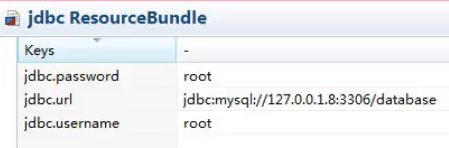 jdbc ResourceBundle
Keys -
jdbc.password root
jdbc.url jdbc:mysql://127.0.0.1.8:3306/database
jdbc.username root